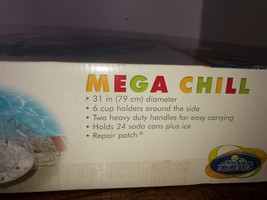 MEGA CHILL
• 31 in (79 cm) diameter
• 6 cup holders around the side
• Two heavy duty handles for easy carrying
• Holds 24 soda cans plus ice
• Repair patch